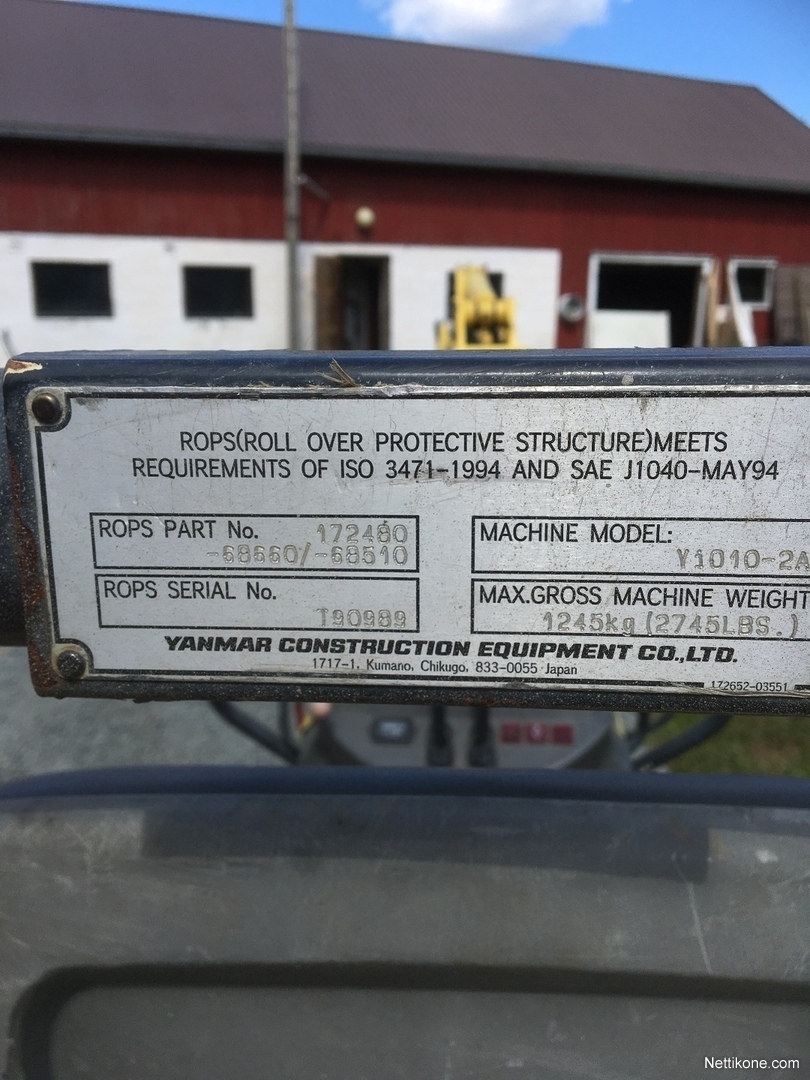 ROPS(ROLL OVER PROTECTIVE STRUCTURE)MEETS
REQUIREMENTS OF ISO 3471-1994 AND SAE J1040-MAY94
ROPS PART No. 172480
-68660/-68510
MACHINE MODEL:
Vi010-2A
ROPS SERIAL No.
T90989
MAX.GROSS MACHINE WEIGHT
1245kg(2745LBS.)
YANMAR CONSTRUCTION EQUIPMENT CO.,LTD.
1717-1, Kumano, Chikugo, 833-0055 Japan
172652-03551
Nettikone.com